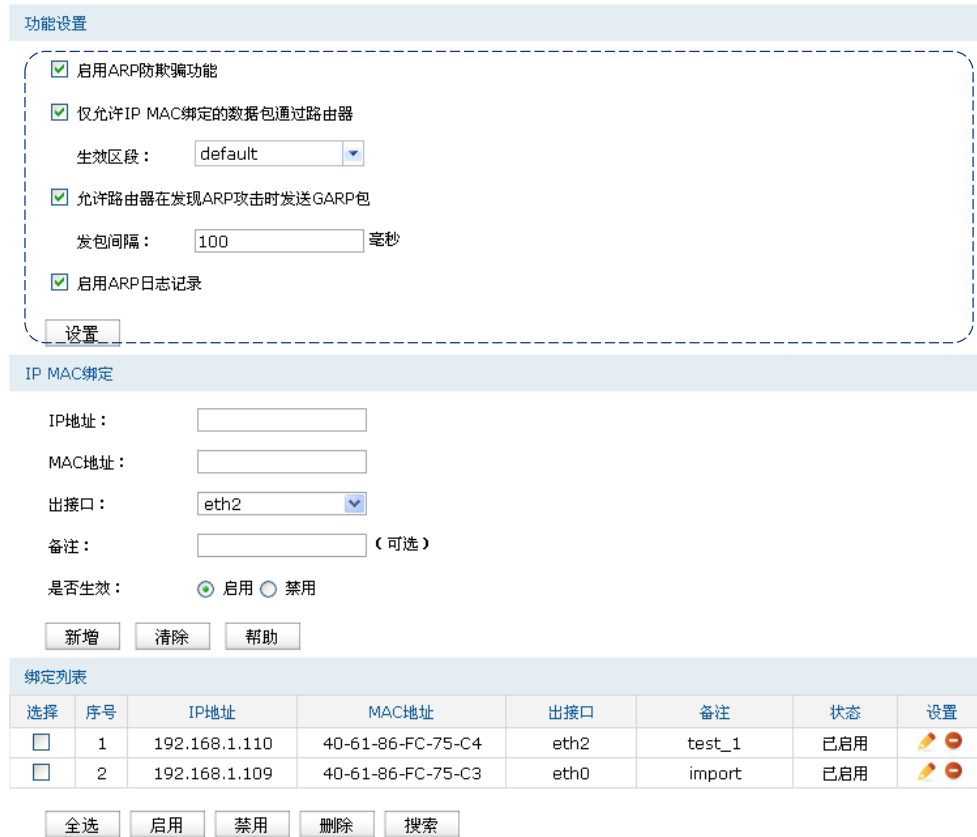 功能设置
启用ARP防欺骗功能
仅允许IP MAC绑定的数据包通过路由器
生效区段： default
允许路由器在发现ARP攻击时发送GARP包
发包间隔： 100 毫秒
启用ARP日志记录
设置
IP MAC绑定
IP地址：
MAC地址：
出接口： eth2
备注： （可选）
是否生效： 启用 禁用
新增 清除 帮助
绑定列表
选择 序号 IP地址 MAC地址 出接口 备注 状态 设置
1 192.168.1.110 40-61-86-FC-75-C4 eth2 test_1 已启用
2 192.168.1.109 40-61-86-FC-75-C3 eth0 import 已启用
全选 启用 禁用 删除 搜索